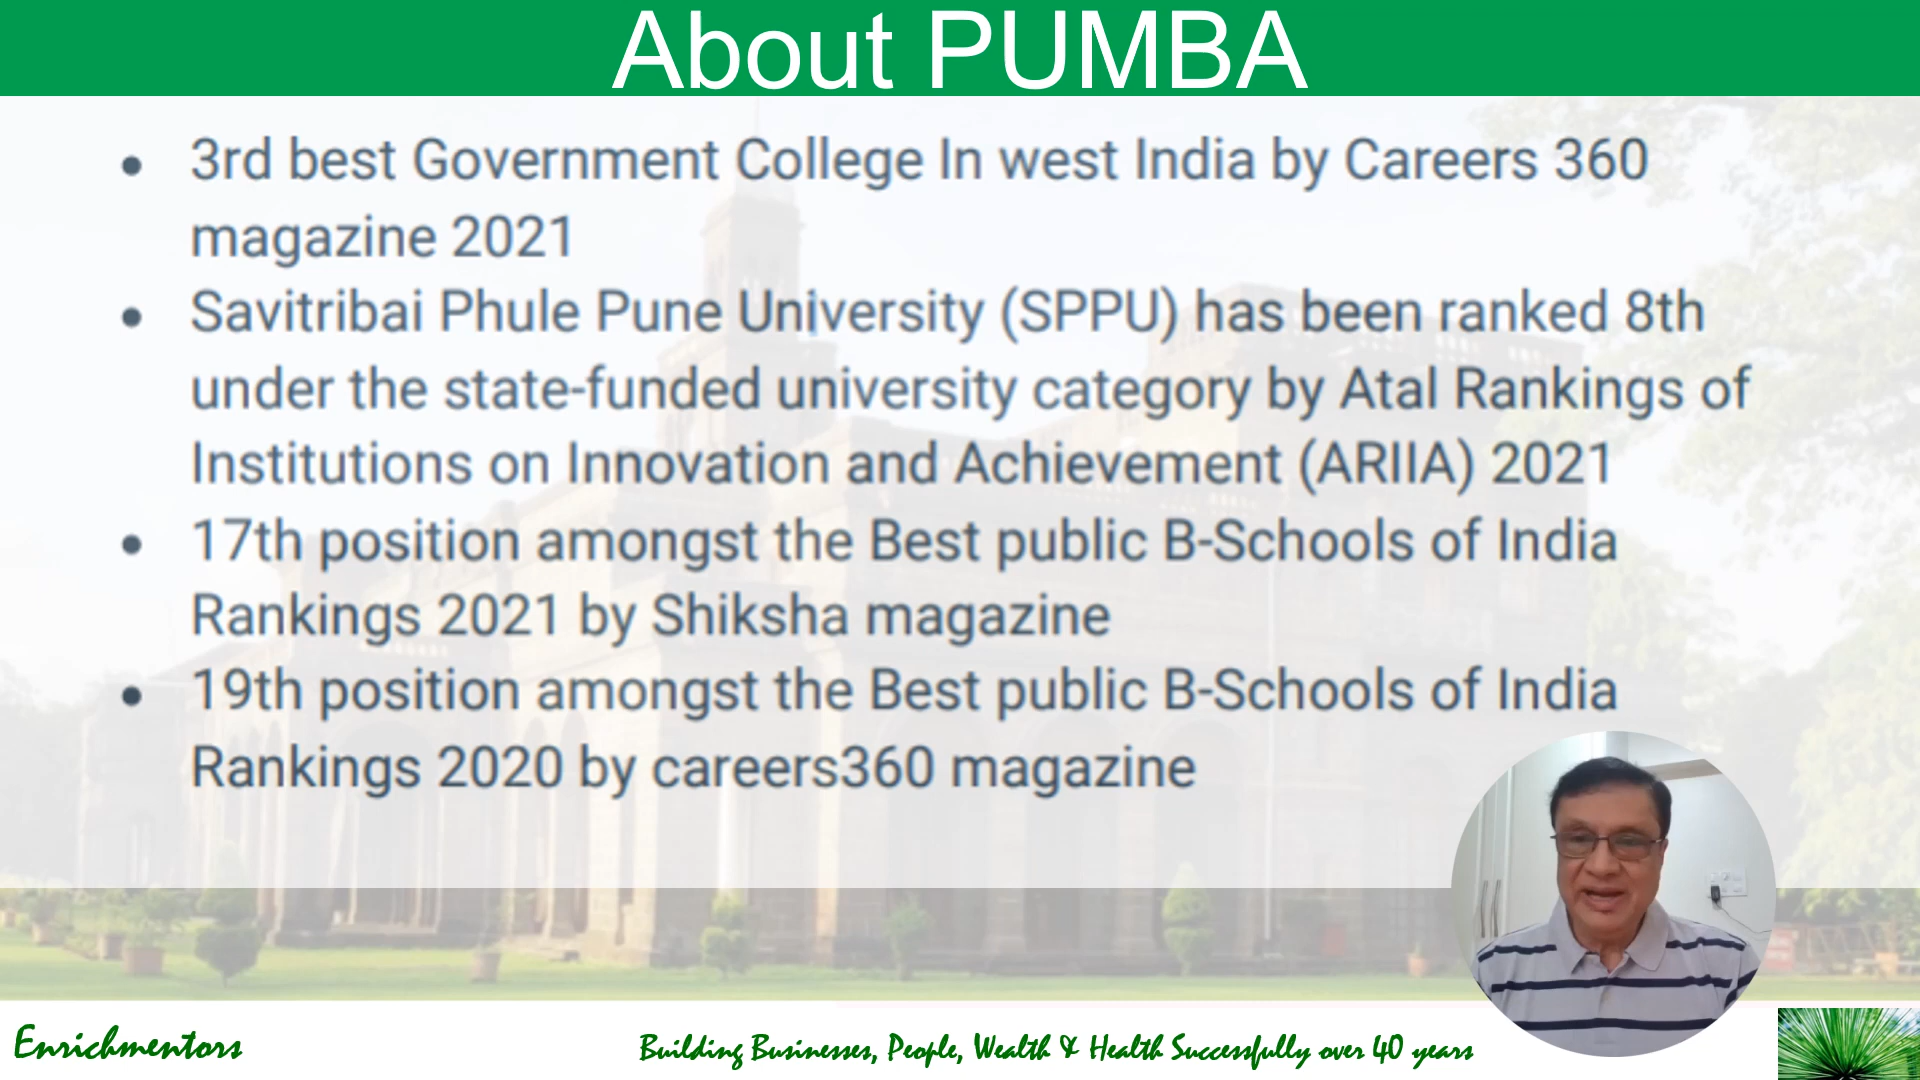 About PUMBA
• 3rd best Government College In west India by Careers 360
magazine 2021
• Savitribai Phule Pune University (SPPU) has been ranked 8th
under the state-funded university category by Atal Rankings of
Institutions on Innovation and Achievement (ARIIA) 2021
• 17th position amongst the Best public B-Schools of India
Rankings 2021 by Shiksha magazine
• 19th position amongst the Best public B-Schools of India
Rankings 2020 by careers360 magazine
Enrichmentors
Building Businesses, People, Wealth & Health Successfully over 40 years